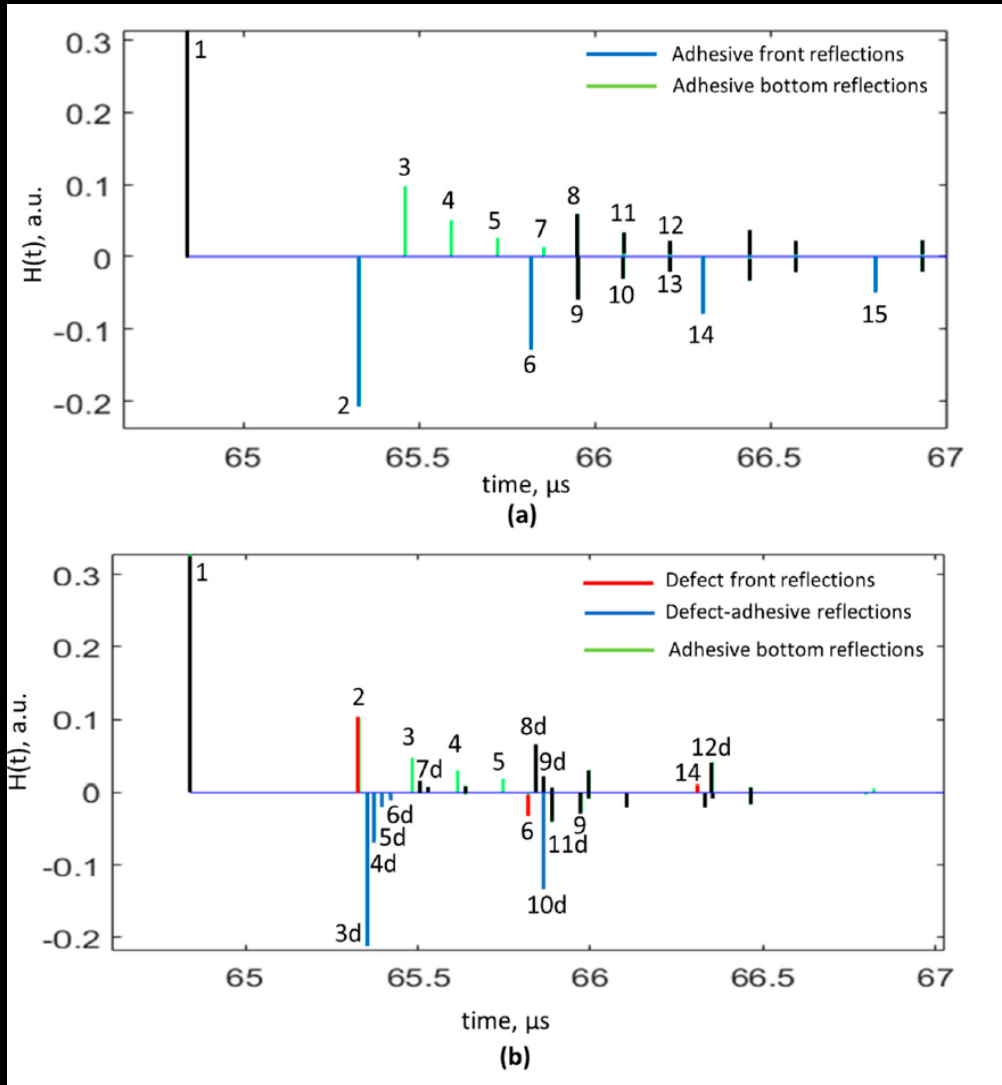 0.3
0.2
0.1
0
-0.1
-0.2
H(t), a.u.
1
2
3
4
5
6
7
8
9
10
11
12
13
14
15
Adhesive front reflections
Adhesive bottom reflections
65
65.5
66
66.5
67
time, µs
(a)
0.3
0.2
0.1
0
-0.1
-0.2
H(t), a.u.
1
2
3
3d
4d
5d
6d
7d
4
5
6
8d
9d
10d
11d
9
14
12d
Defect front reflections
Defect-adhesive reflections
Adhesive bottom reflections
65
65.5
66
66.5
67
time, µs
(b)